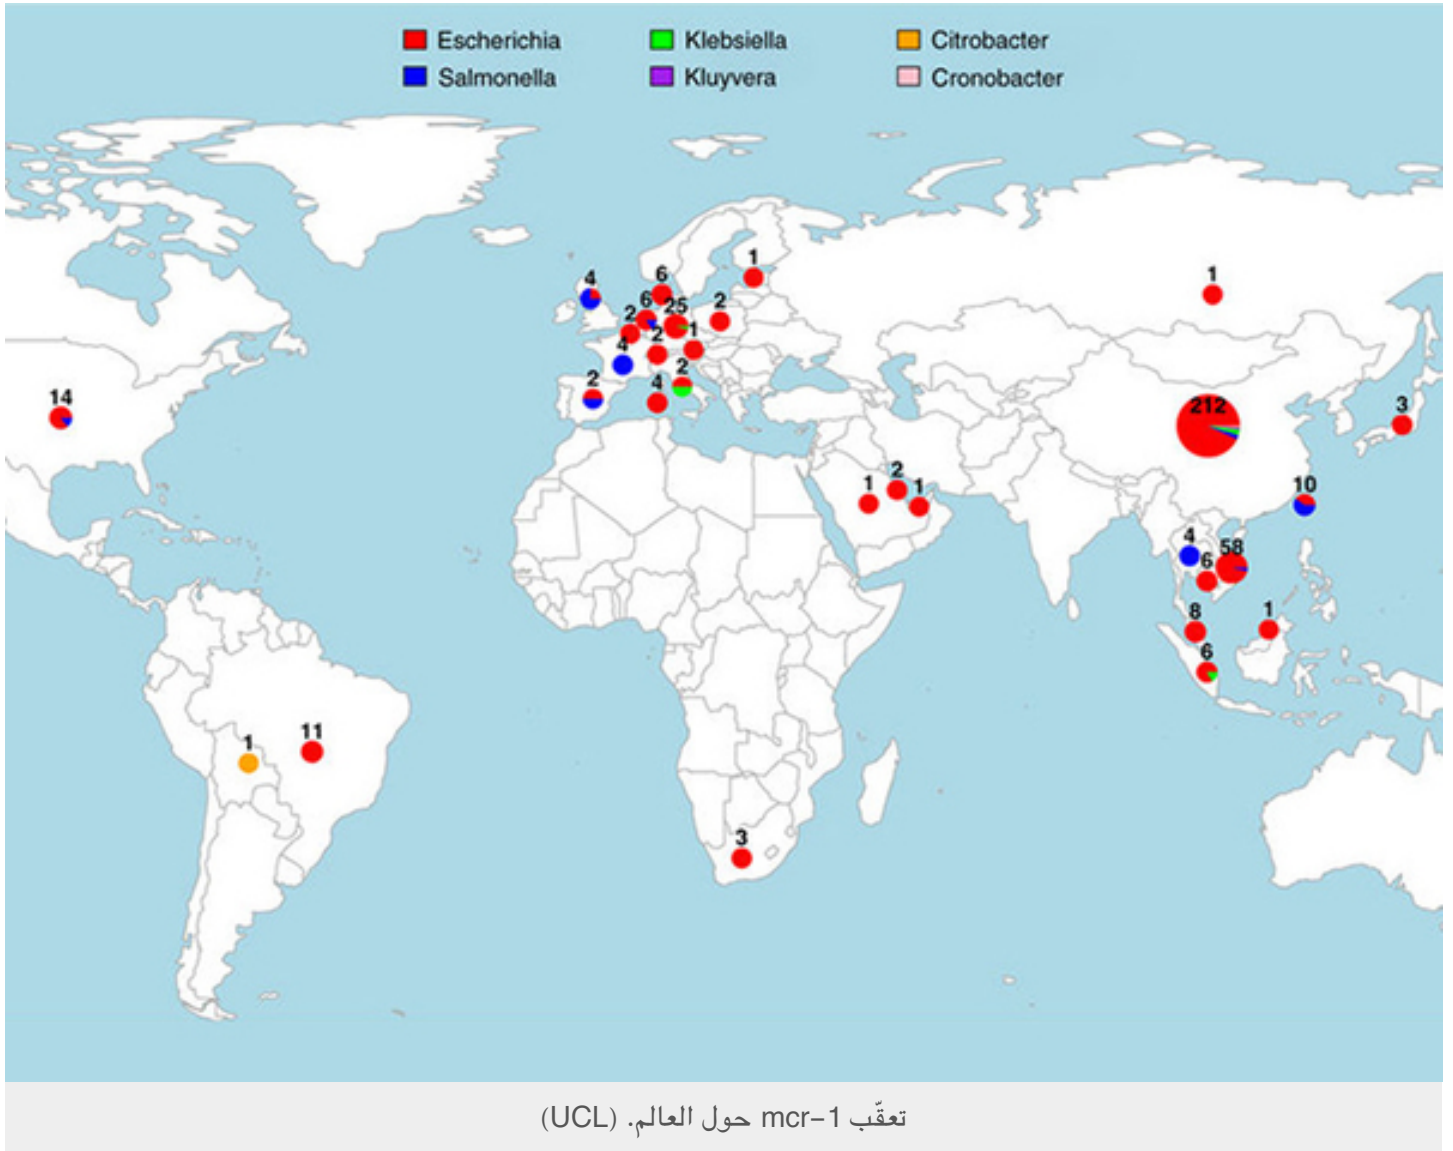 Escherichia Klebsiella Citrobacter
Salmonella Kluyvera Cronobacter
1
4 6 1
6 25 2
2 2 1
4 2
2 4
14 212 3
1 2 1 10
4 58
6
8 1
6
1 11
3
تعقّب mcr-1 حول العالم. (UCL)